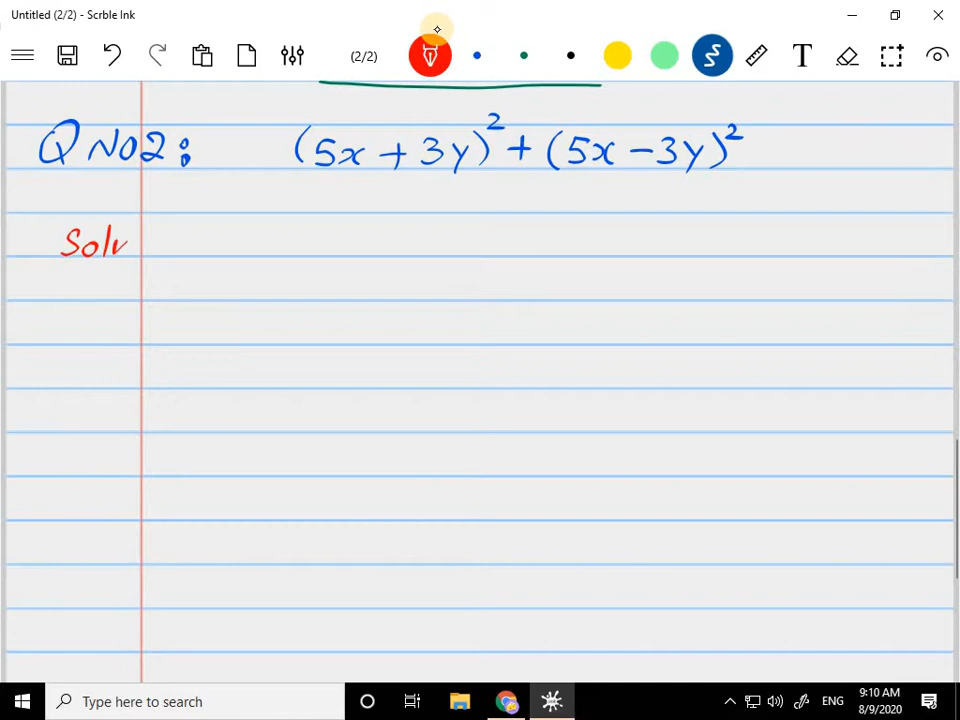 Untitled (2/2) - Scrble Ink
(2/2)
T
Q NO2: (5x + 3y)² + (5x - 3y)²
Solv
Type here to search
ENG
9:10 AM
8/9/2020